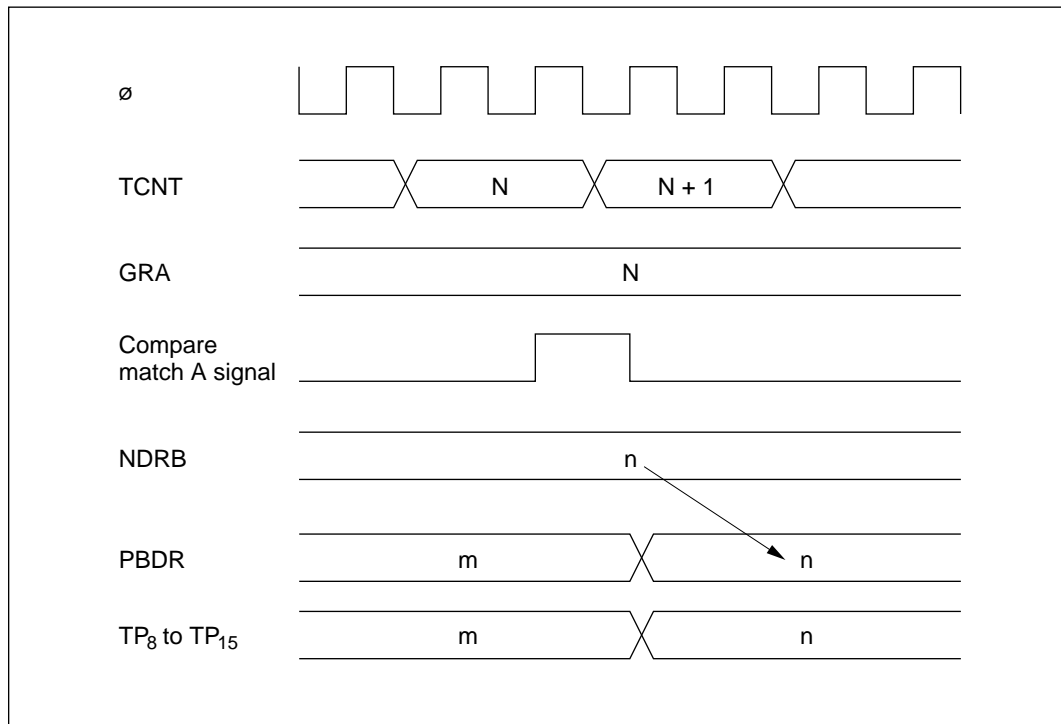 ø
TCNT N N + 1
GRA N
Compare
match A signal
NDRB n
PBDR m n
TP8 to TP15 m n